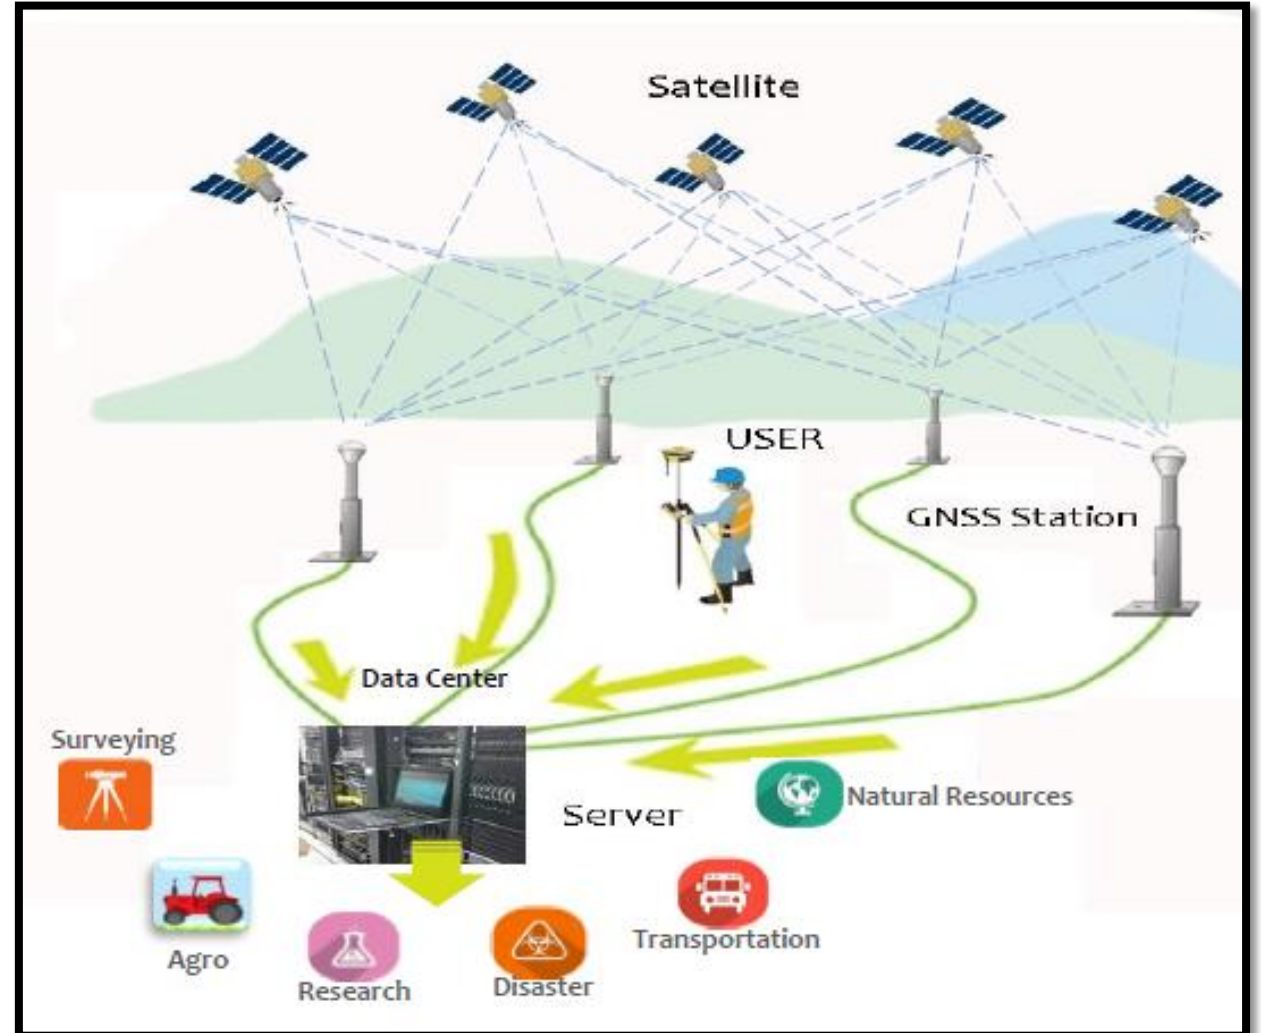 Satellite
USER
GNSS Station
Data Center
Surveying
Server
Natural Resources
Agro
Research
Disaster
Transportation